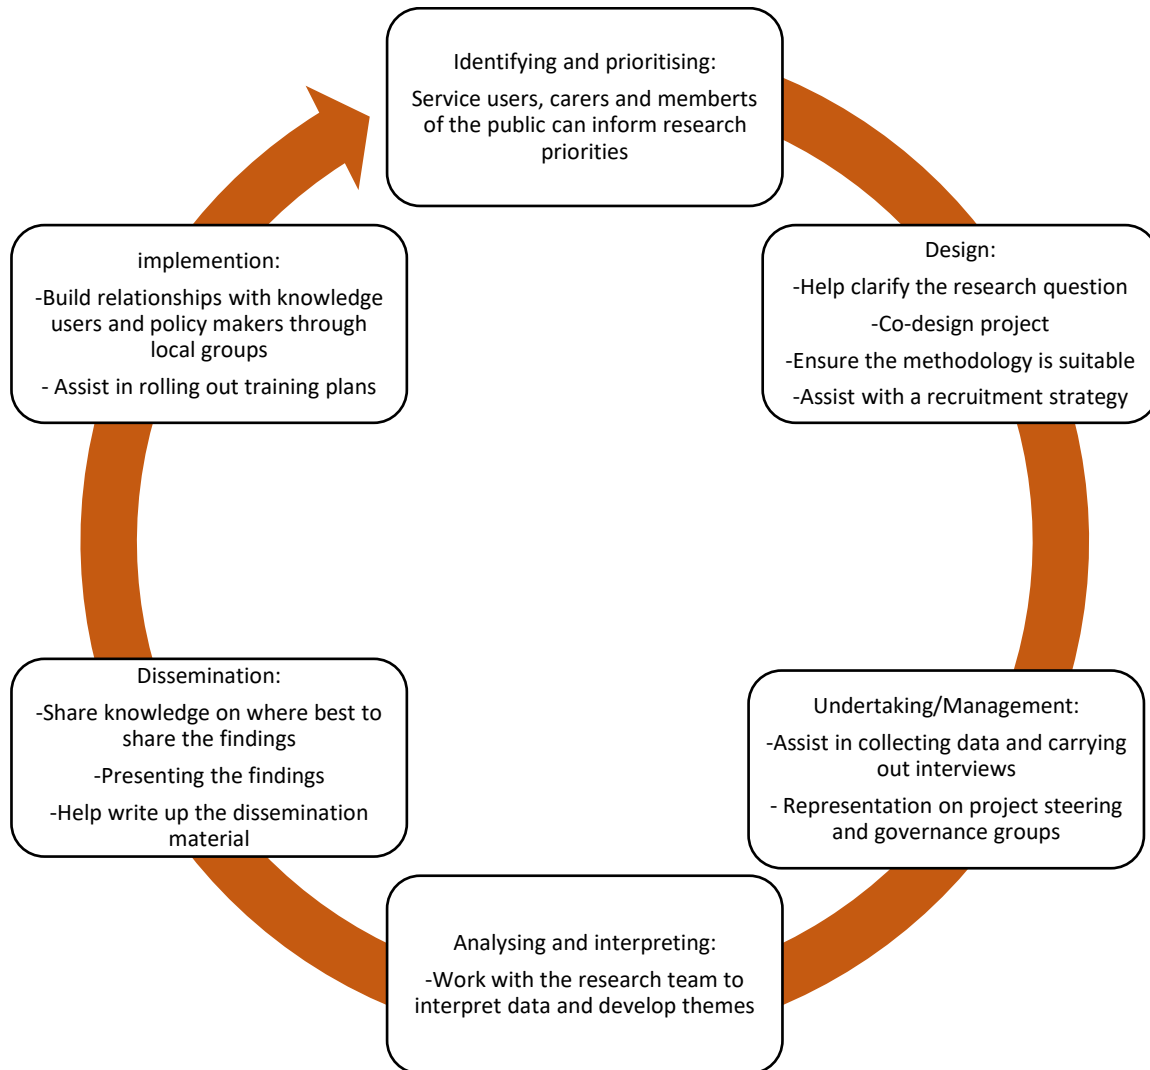 Identifying and prioritising:
Service users, carers and memberts
of the public can inform research
priorities
Design:
-Help clarify the research question
-Co-design project
-Ensure the methodology is suitable
-Assist with a recruitment strategy
Undertaking/Management:
-Assist in collecting data and carrying
out interviews
- Representation on project steering
and governance groups
Analysing and interpreting:
-Work with the research team to
interpret data and develop themes
Dissemination:
-Share knowledge on where best to
share the findings
-Presenting the findings
-Help write up the dissemination
material
implemention:
-Build relationships with knowledge
users and policy makers through
local groups
- Assist in rolling out training plans